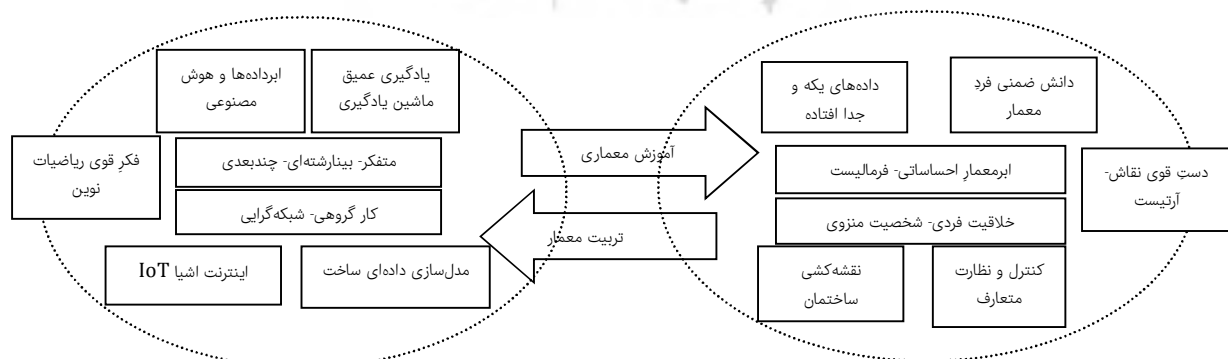 دانش ضمنی فردِ
معمار
داده‌های یکه و
جدا افتاده
ابرمعمارِ احساساتی- فرمالیست
خلاقیت فردی- شخصیت منزوی
دستِ قوی نقاش-
آرتیست
کنترل و نظارت
متعارف
نقشه‌کشی
ساختمان
آموزش معماری
تربیت معمار
یادگیری عمیق
ماشین یادگیری
ابرداده‌ها و هوش
مصنوعی
متفکر- بینارشته‌ای- چندبعدی
کار گروهی- شبکه‌گرایی
فکرِ قوی ریاضیات
نوین
مدل‌سازی داده‌ای ساخت
اینترنت اشیا IoT